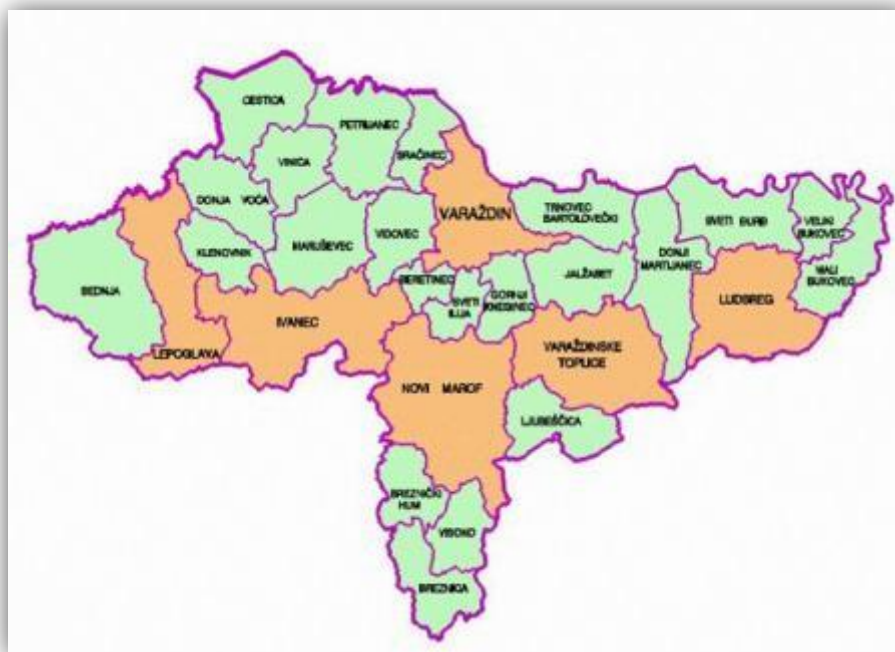 CESTICA
PETRIJANEC
SRAČINEC
VINICA
DONJA VOĆA
VARAŽDIN
TRNOVEC
BARTOLOVEČKI
SVETI ĐURĐ
VELIKI
BUKOVEC
KLENOVNIK
MARUŠEVEC
VIDOVEC
DONJI
MARTIJANEC
MALI
BUKOVEC
BEDNJA
BERETINEC
SVETI
ILIJA
GORNJI
KNEGINEC
JALŽABET
LUDBREG
IVANEC
LEPOGLAVA
VARAŽDINSKE
TOPLICE
NOVI MAROF
LJUBEŠĆICA
BREZNIČKI
HUM
VISOKO
BREZNICA